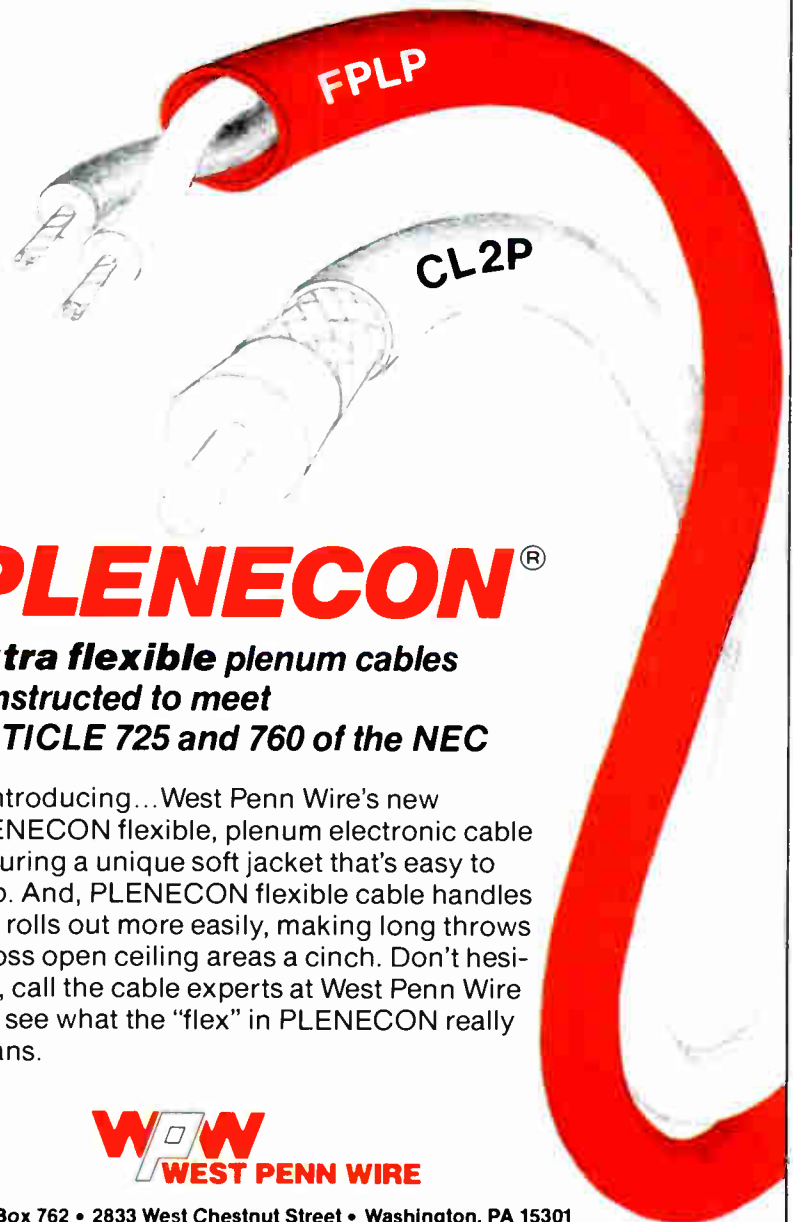 FPLP
CL2P
PLENECON®
tra flexible plenum cables
nstructed to meet
TICLE 725 and 760 of the NEC
ntroducing...West Penn Wire's new
ENECON flexible, plenum electronic cable
uring a unique soft jacket that's easy to
o. And, PLENECON flexible cable handles
rolls out more easily, making long throws
oss open ceiling areas a cinch. Don't hesi-
, call the cable experts at West Penn Wire
see what the "flex" in PLENECON really
ans.
WPW
WEST PENN WIRE
Box 762 • 2833 West Chestnut Street • Washington, PA 15301